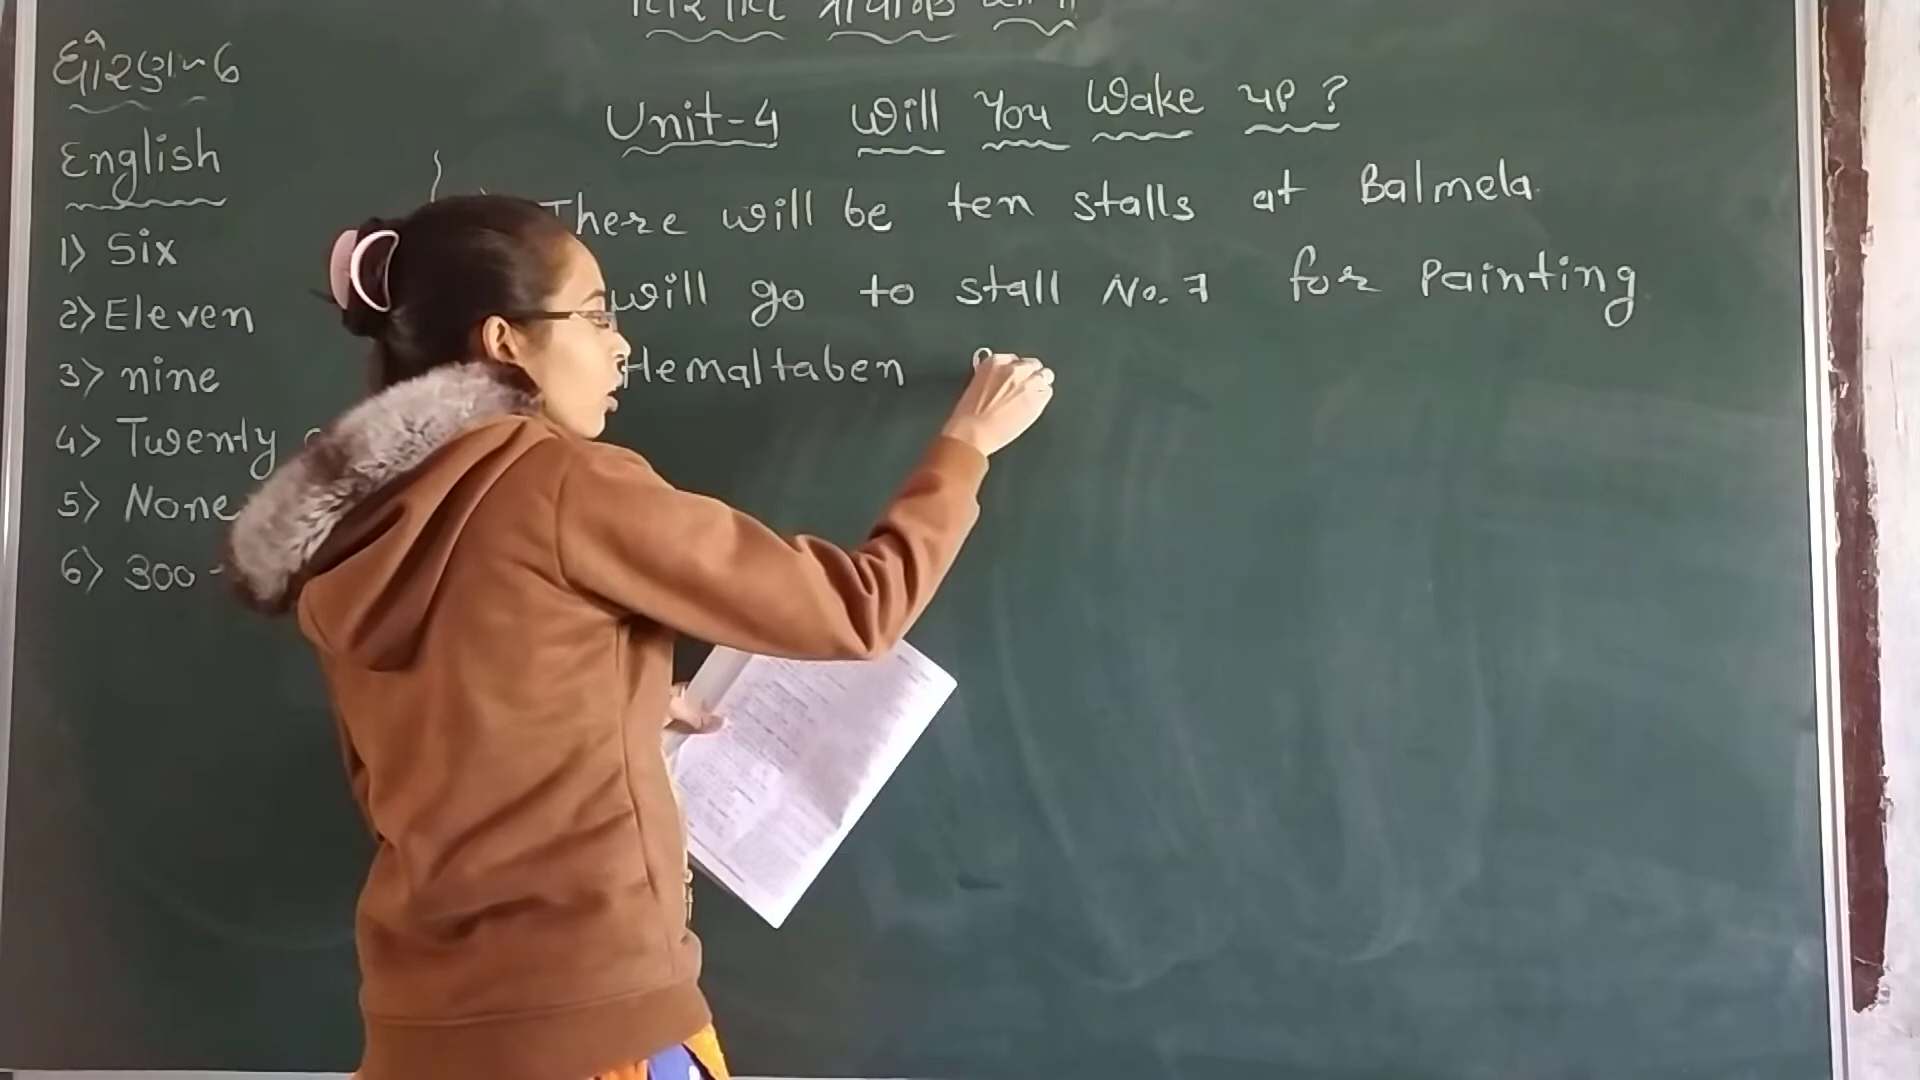 ધોરણ-6
English
1) Six
2) Eleven
3) nine
4) Twenty
5) None
6) 300
Unit-4 Will You Wake up ?
There will be ten stalls at Balmela
will go to stall No. 7 for Painting
Hemaltaben